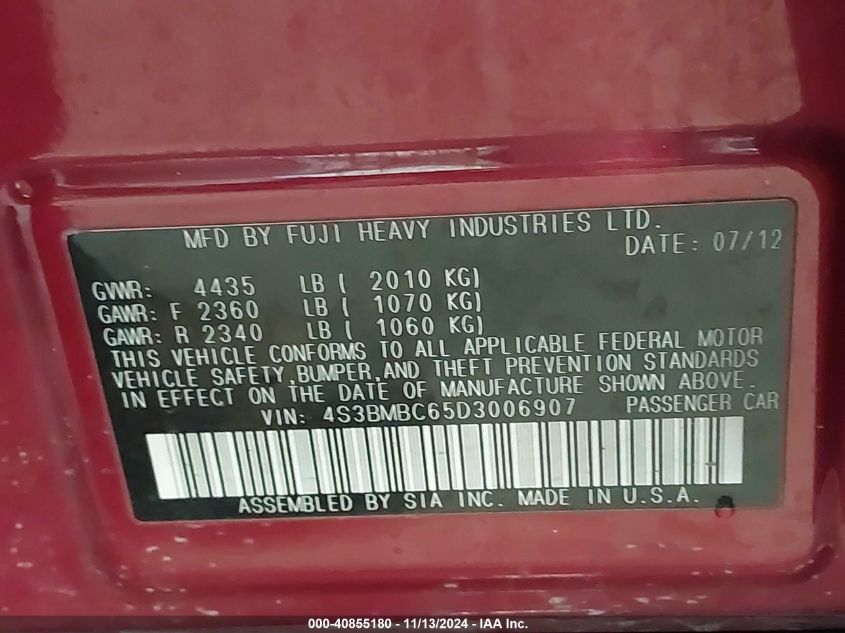 MFD BY FUJI HEAVY INDUSTRIES LTD.
DATE: 07/12
GVWR: 4435 LB ( 2010 KG)
GAWR: F 2360 LB ( 1070 KG)
GAWR: R 2340 LB ( 1060 KG)
THIS VEHICLE CONFORMS TO ALL APPLICABLE FEDERAL MOTOR
VEHICLE SAFETY,BUMPER,AND THEFT PREVENTION STANDARDS
IN EFFECT ON THE DATE OF MANUFACTURE SHOWN ABOVE.
VIN: 4S3BMBC65D3006907 PASSENGER CAR
ASSEMBLED BY SIA INC. MADE IN U.S.A.
000-40855180 - 11/13/2024 - IAA Inc.